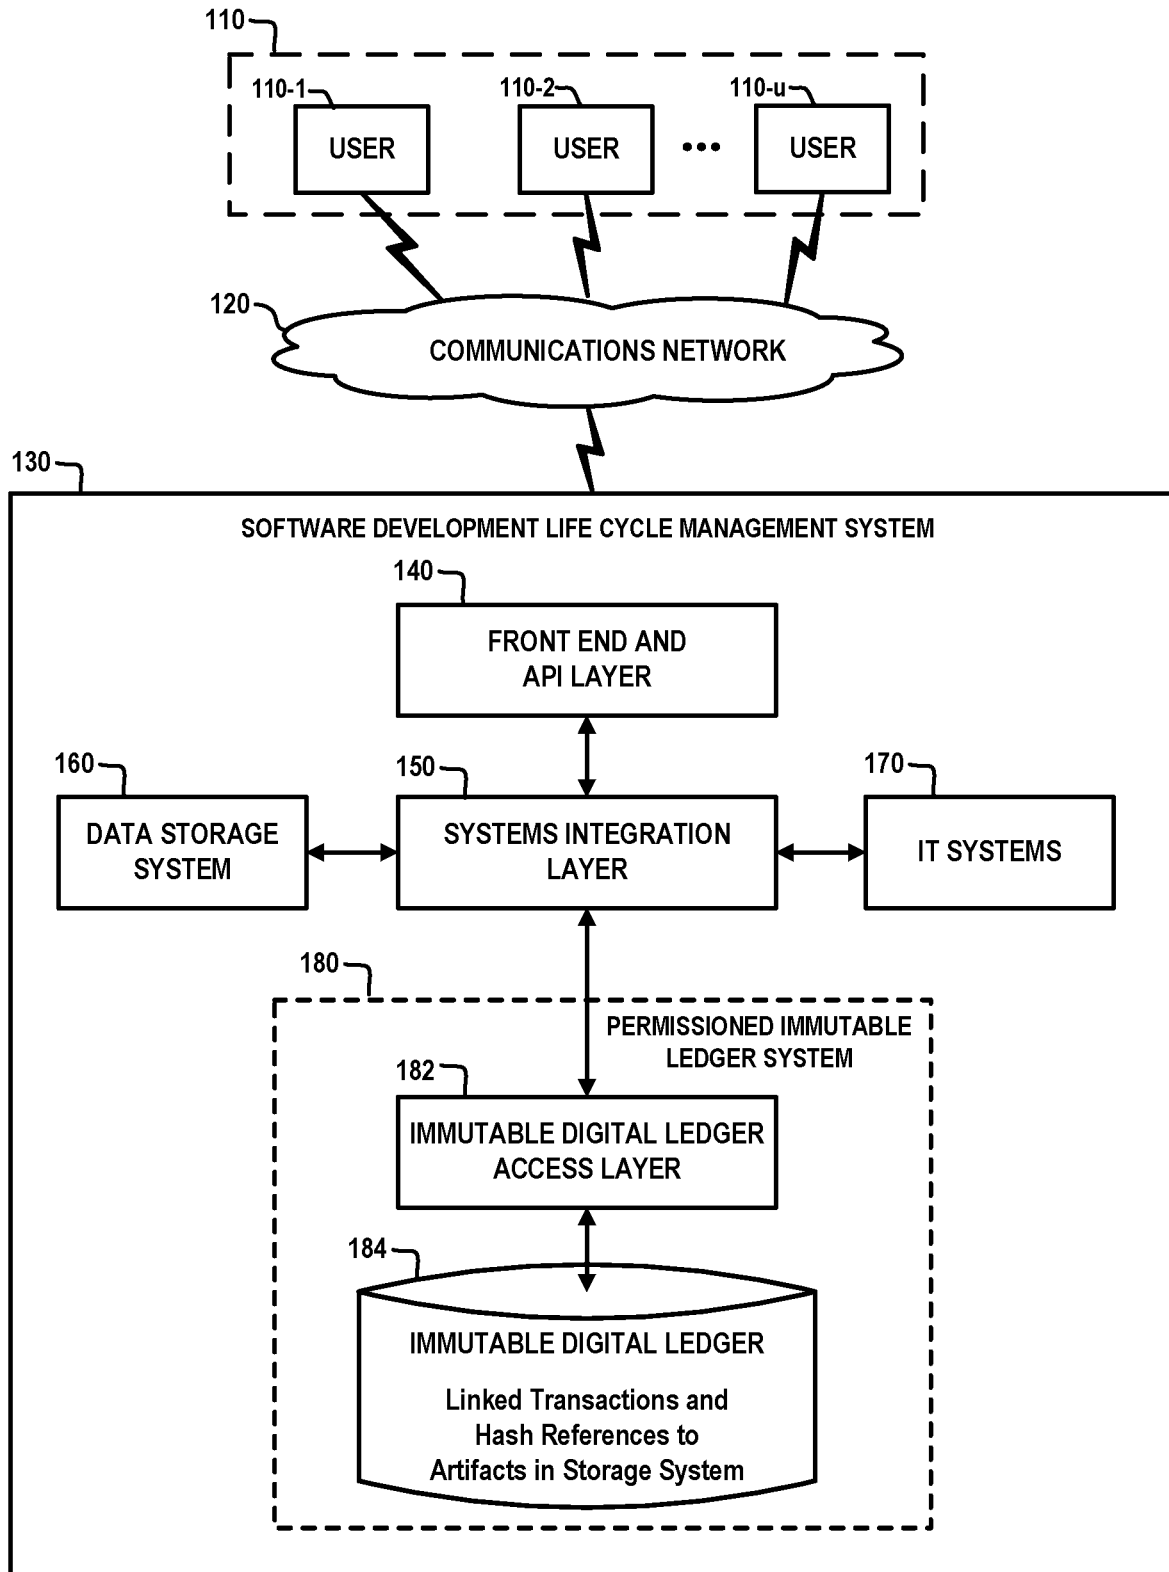 110
110-1
110-2
110-u
USER
USER
•••
USER
120
COMMUNICATIONS NETWORK
130
SOFTWARE DEVELOPMENT LIFE CYCLE MANAGEMENT SYSTEM
140
FRONT END AND
API LAYER
160
150
170
DATA STORAGE
SYSTEM
SYSTEMS INTEGRATION
LAYER
IT SYSTEMS
180
PERMISSIONED IMMUTABLE
LEDGER SYSTEM
182
IMMUTABLE DIGITAL LEDGER
ACCESS LAYER
184
IMMUTABLE DIGITAL LEDGER
Linked Transactions and
Hash References to
Artifacts in Storage System